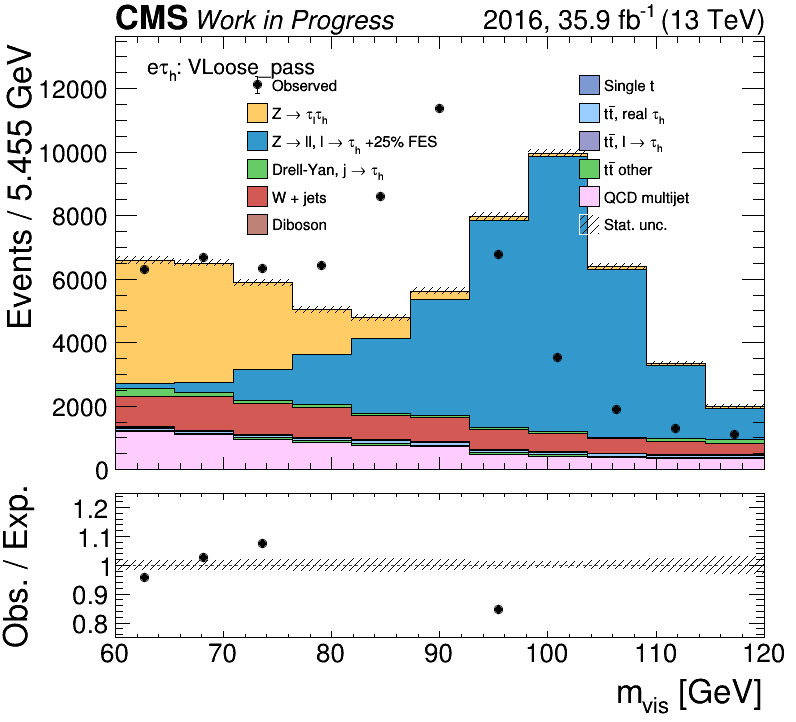 CMS Work in Progress 2016, 35.9 fb⁻¹ (13 TeV)
eτₕ: VLoose_pass
Observed
Z → τₗτₕ
Z → ll, l → τₕ +25% FES
Drell-Yan, j → τₕ
W + jets
Diboson
Single t
tt̄, real τₕ
tt̄, l → τₕ
tt̄ other
QCD multijet
Stat. unc.
Events / 5.455 GeV
12000
10000
8000
6000
4000
2000
0
Obs. / Exp.
1.2
1.1
1
0.9
0.8
60 70 80 90 100 110 120
m_vis [GeV]